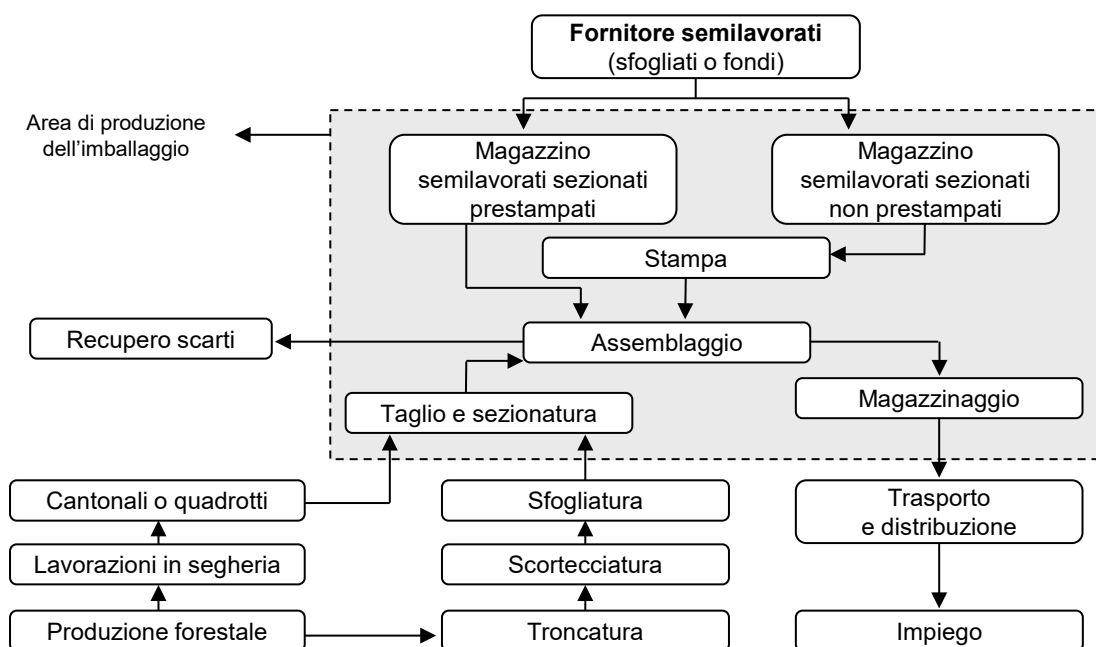 Fornitore semilavorati
(sfogliati o fondi)
Area di produzione
dell’imballaggio
Magazzino
semilavorati sezionati
prestampati
Magazzino
semilavorati sezionati
non prestampati
Stampa
Recupero scarti
Assemblaggio
Taglio e sezionatura
Magazzinaggio
Cantonali o quadrotti
Sfogliatura
Trasporto
e distribuzione
Lavorazioni in segheria
Scortecciatura
Produzione forestale
Troncatura
Impiego